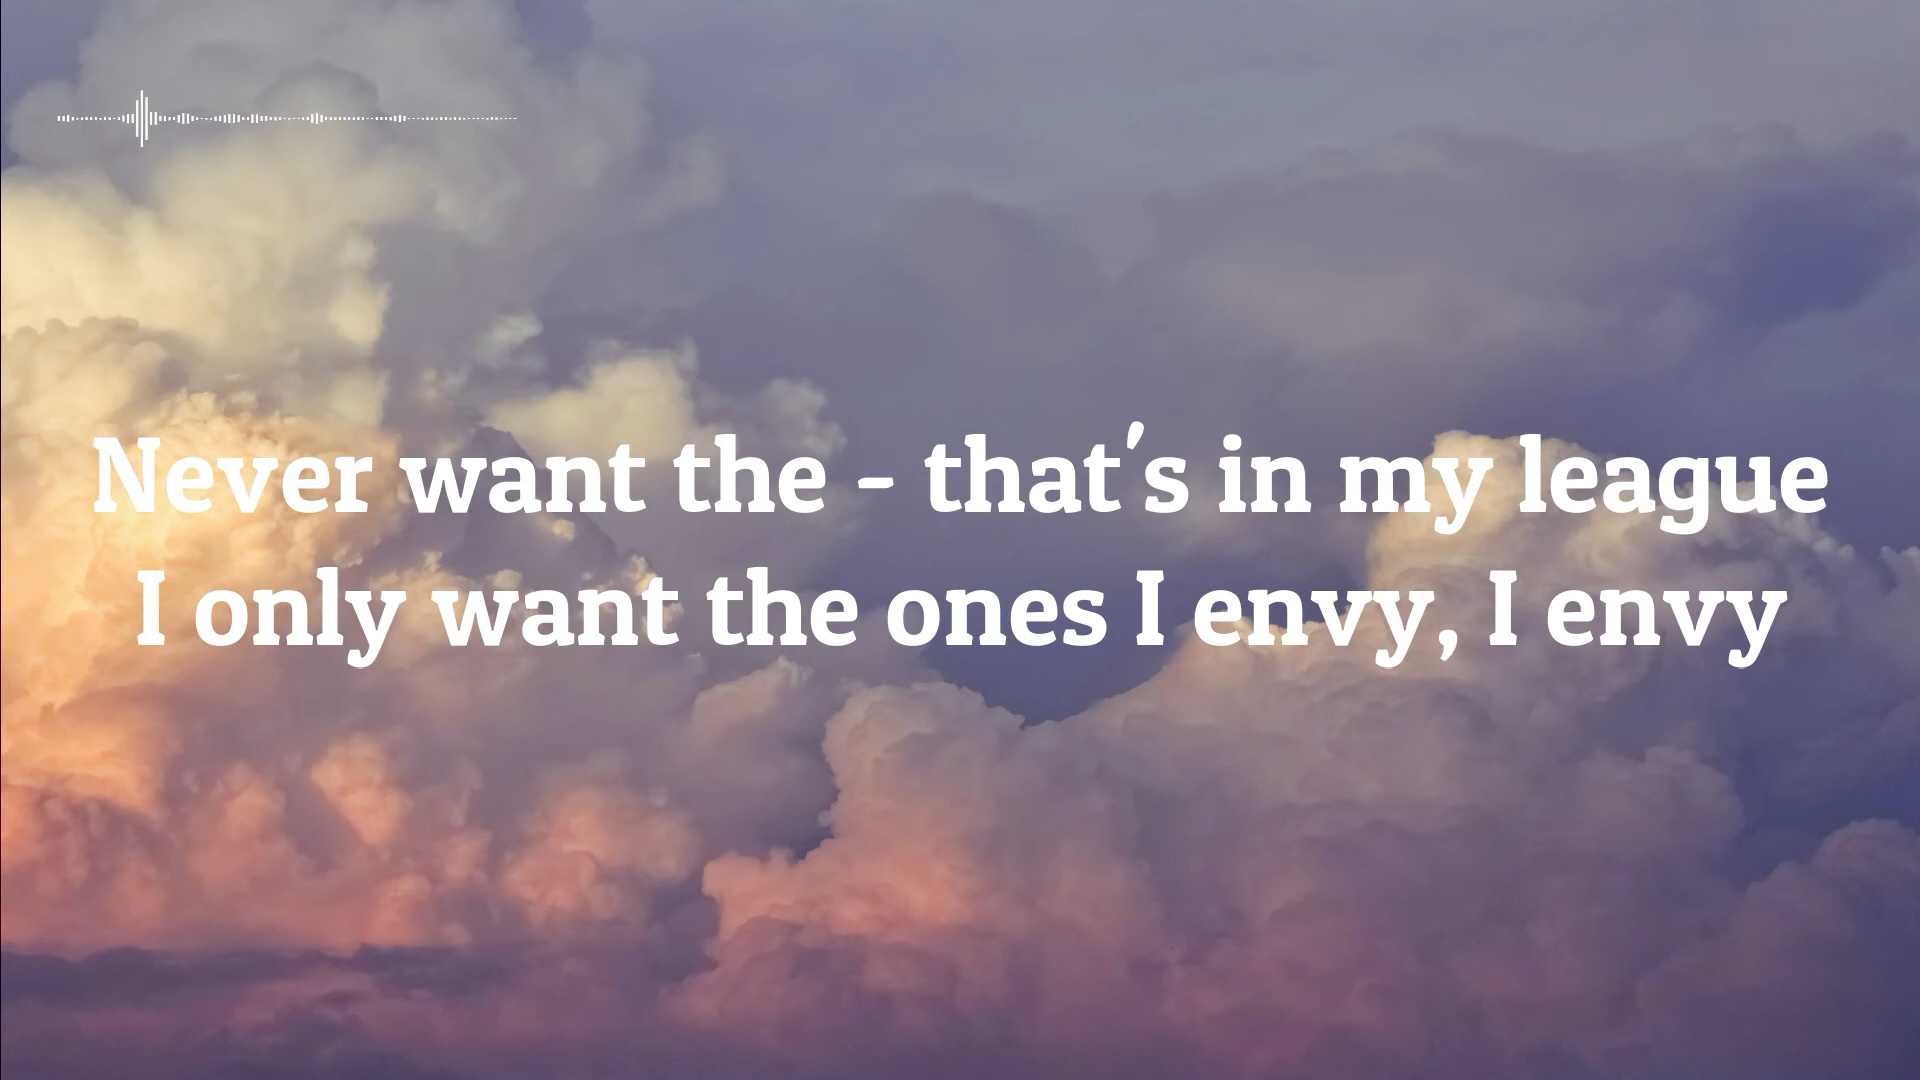 Never want the - that's in my league
I only want the ones I envy, I envy